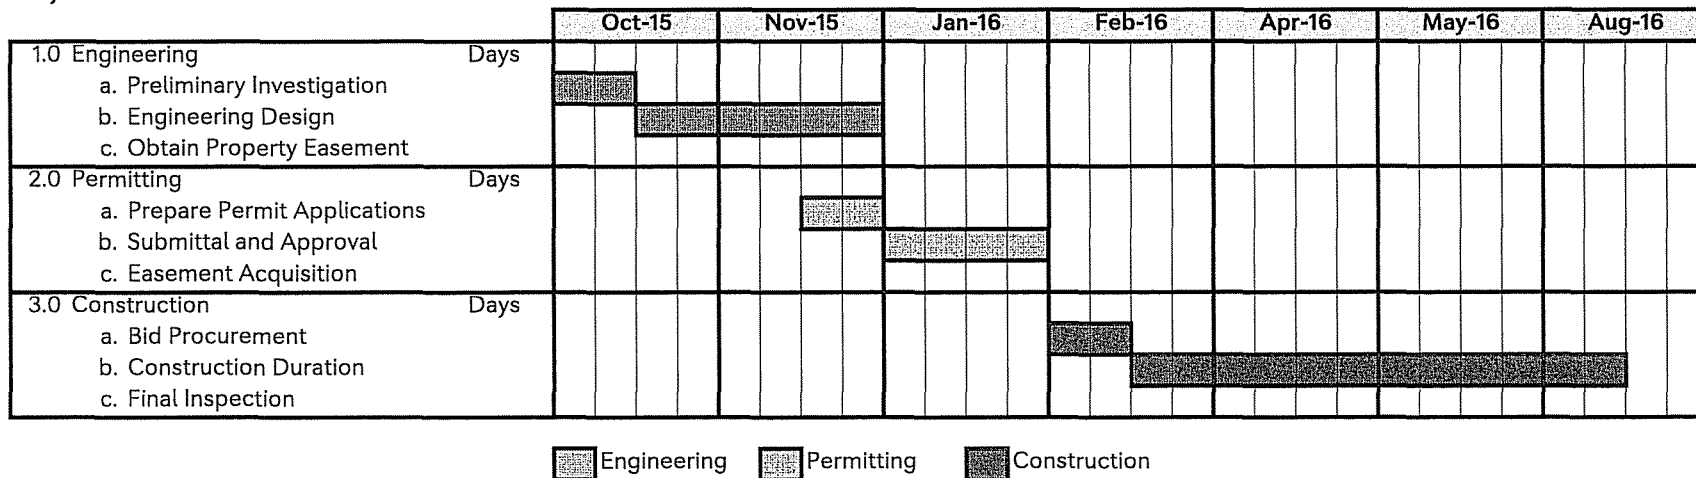 Oct-15 Nov-15 Jan-16 Feb-16 Apr-16 May-16 Aug-16
1.0 Engineering Days
a. Preliminary Investigation
b. Engineering Design
c. Obtain Property Easement
2.0 Permitting Days
a. Prepare Permit Applications
b. Submittal and Approval
c. Easement Acquisition
3.0 Construction Days
a. Bid Procurement
b. Construction Duration
c. Final Inspection
Engineering Permitting Construction